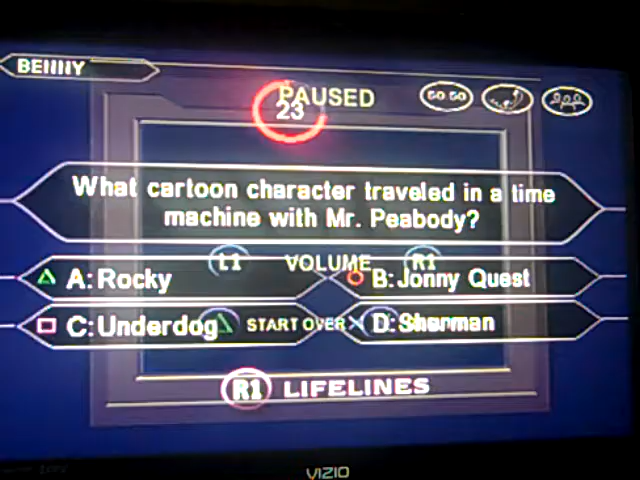 BENNY
PAUSED
23
50:50
What cartoon character traveled in a time
machine with Mr. Peabody?
L1 VOLUME R1
A: Rocky
B: Jonny Quest
C: Underdog
START OVER
D: Sherman
R1 LIFELINES
VIZIO